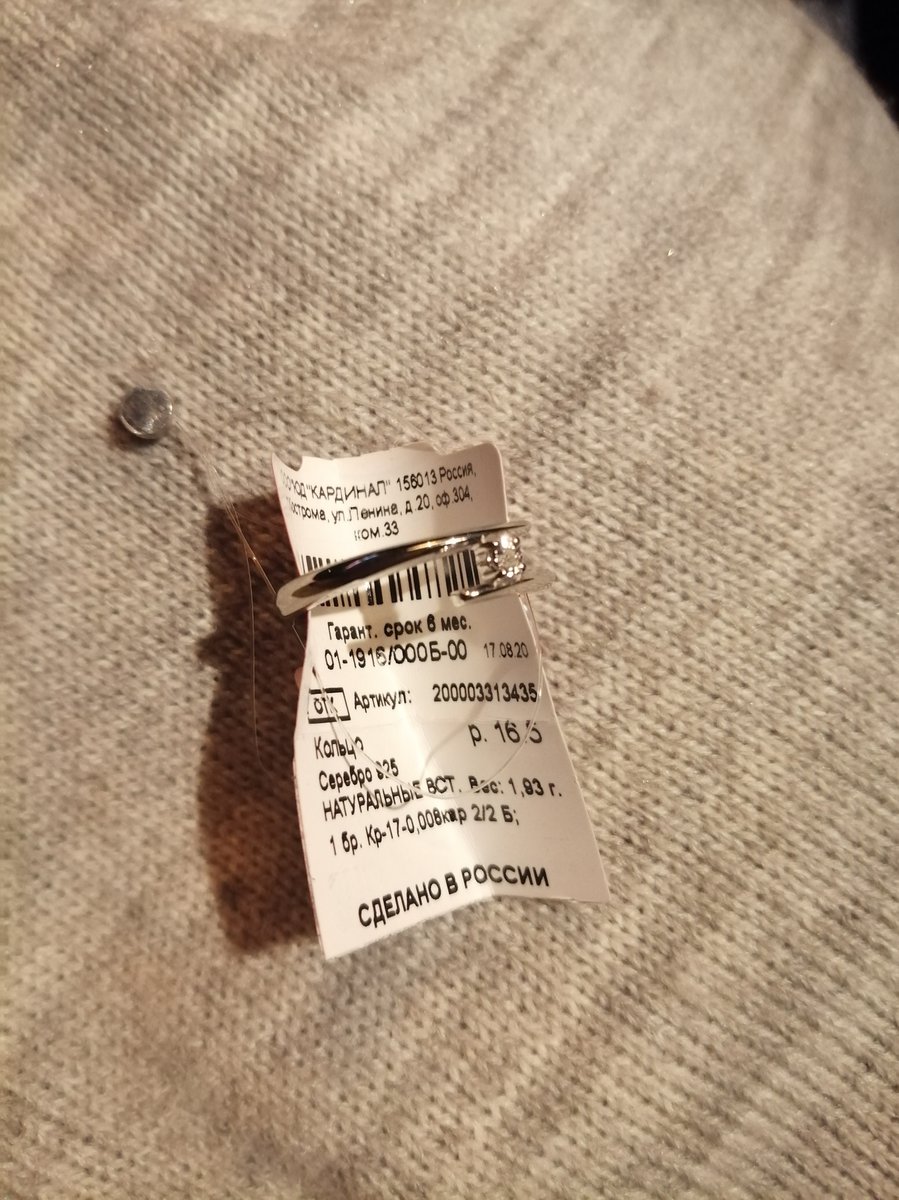 "КАРДИНАЛ" 156013 Россия,
ул.Ленина, д.20, оф.304,
ком.33
Гарант. срок 6 мес.
01-1916/000Б-00 17.08.20
ОТК Артикул: 200003313435
Кольцо р. 16,5
Серебро 925
НАТУРАЛЬНЫЕ ВСТ. Вес: 1,93 г.
1 бр. Кр-17-0,008кар 2/2 Б;
СДЕЛАНО В РОССИИ